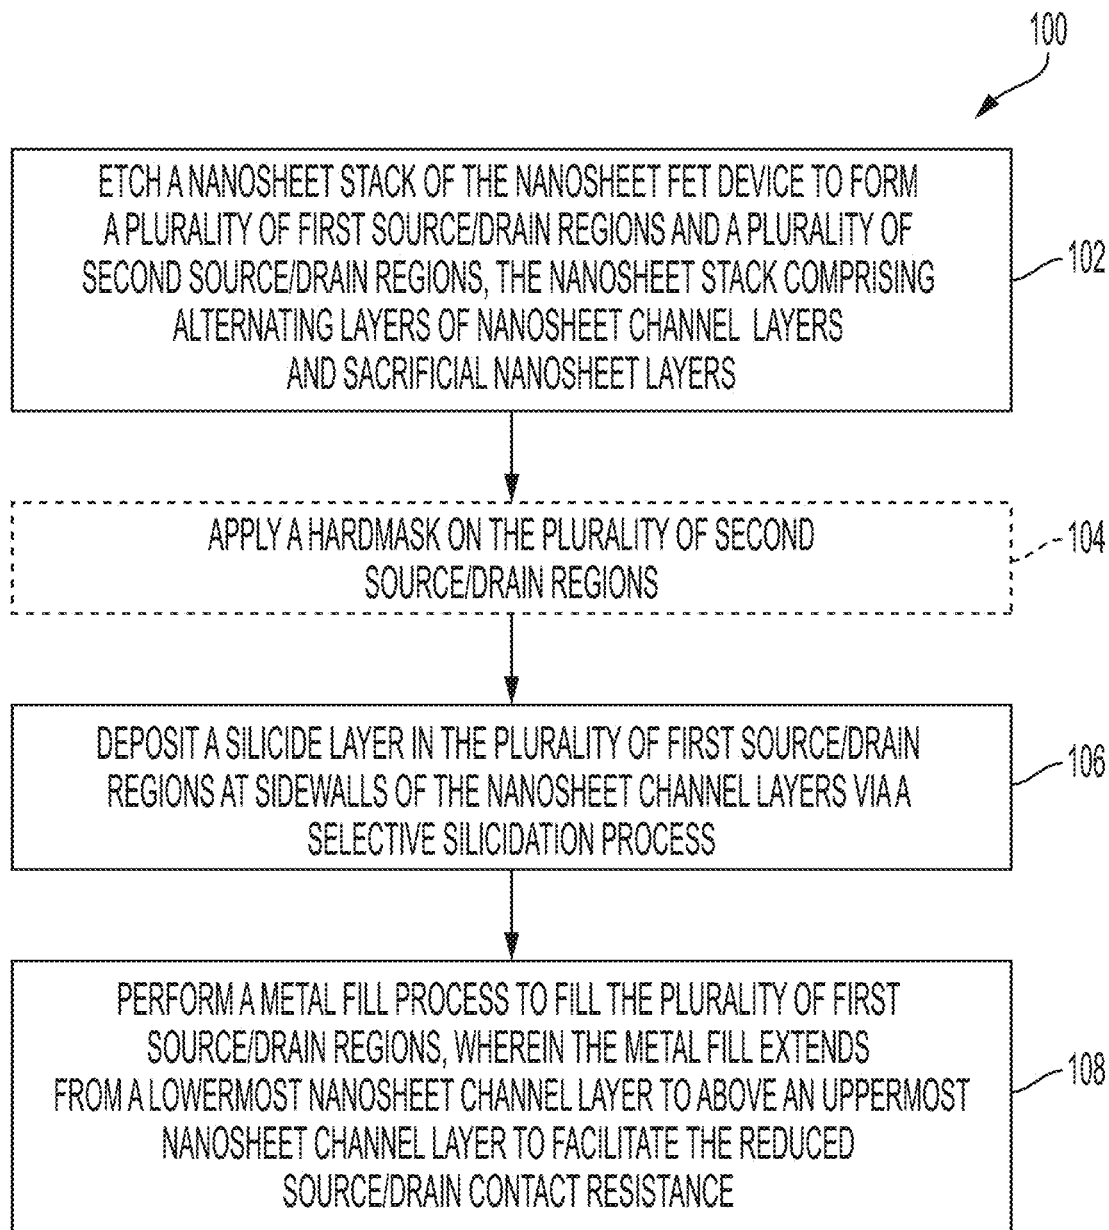 100
ETCH A NANOSHEET STACK OF THE NANOSHEET FET DEVICE TO FORM
A PLURALITY OF FIRST SOURCE/DRAIN REGIONS AND A PLURALITY OF
SECOND SOURCE/DRAIN REGIONS, THE NANOSHEET STACK COMPRISING
ALTERNATING LAYERS OF NANOSHEET CHANNEL LAYERS
AND SACRIFICIAL NANOSHEET LAYERS
102
APPLY A HARDMASK ON THE PLURALITY OF SECOND
SOURCE/DRAIN REGIONS
104
DEPOSIT A SILICIDE LAYER IN THE PLURALITY OF FIRST SOURCE/DRAIN
REGIONS AT SIDEWALLS OF THE NANOSHEET CHANNEL LAYERS VIA A
SELECTIVE SILICIDATION PROCESS
106
PERFORM A METAL FILL PROCESS TO FILL THE PLURALITY OF FIRST
SOURCE/DRAIN REGIONS, WHEREIN THE METAL FILL EXTENDS
FROM A LOWERMOST NANOSHEET CHANNEL LAYER TO ABOVE AN UPPERMOST
NANOSHEET CHANNEL LAYER TO FACILITATE THE REDUCED
SOURCE/DRAIN CONTACT RESISTANCE
108